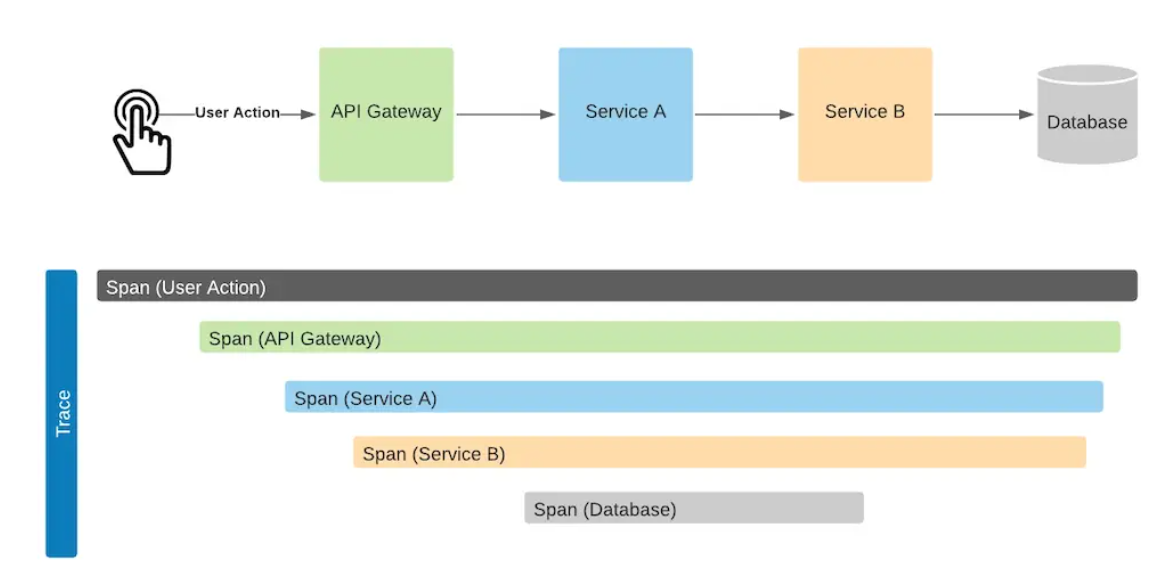 User Action
API Gateway
Service A
Service B
Database
Trace
Span (User Action)
Span (API Gateway)
Span (Service A)
Span (Service B)
Span (Database)